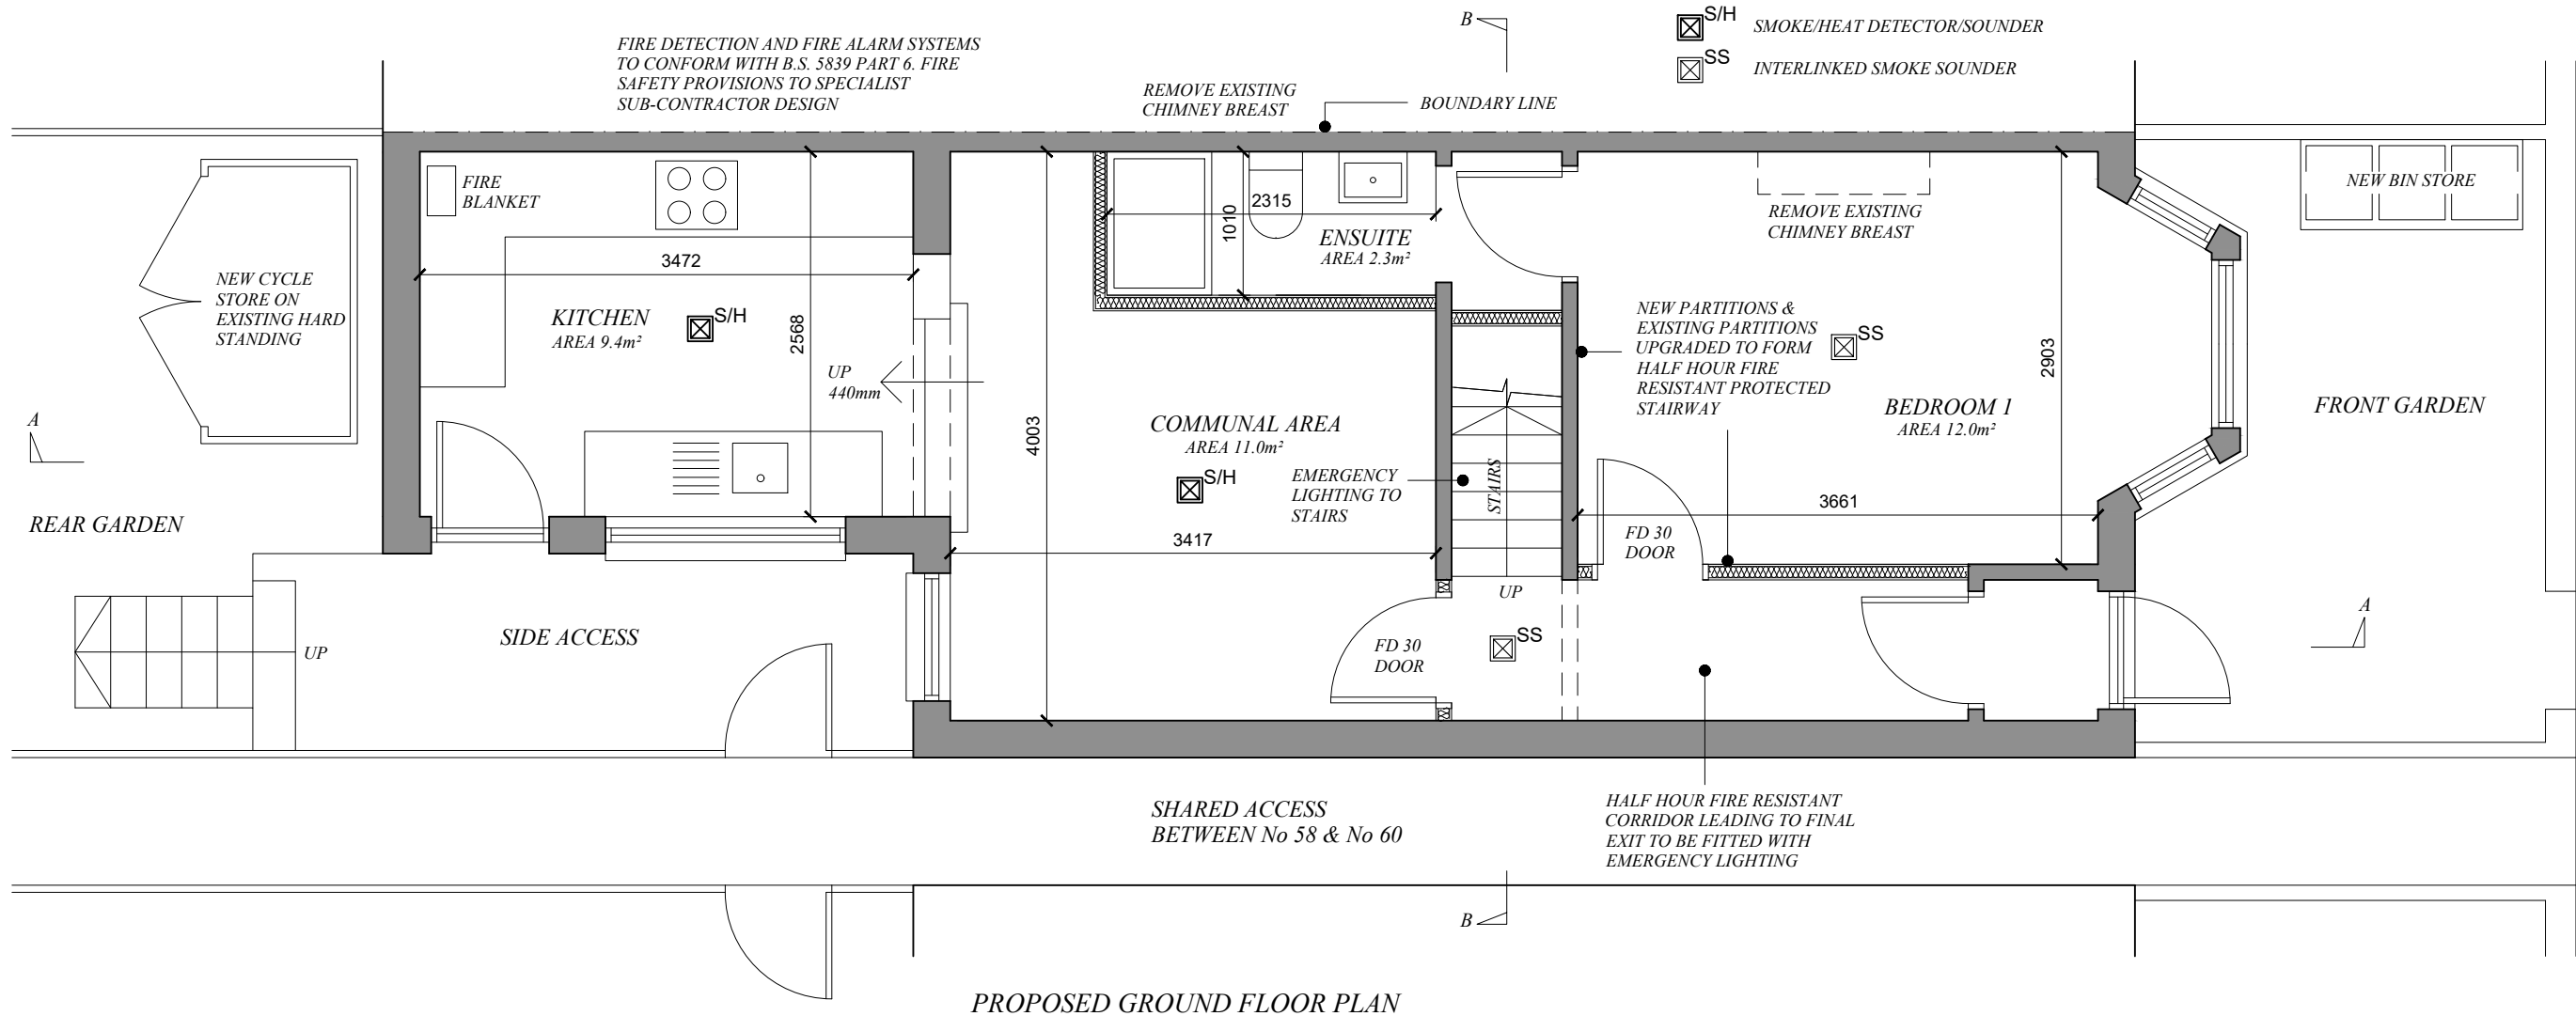 B
S/H
SMOKE/HEAT DETECTOR/SOUNDER
SS
INTERLINKED SMOKE SOUNDER
FIRE DETECTION AND FIRE ALARM SYSTEMS
TO CONFORM WITH B.S. 5839 PART 6. FIRE
SAFETY PROVISIONS TO SPECIALIST
SUB-CONTRACTOR DESIGN
REMOVE EXISTING
CHIMNEY BREAST
BOUNDARY LINE
FIRE
BLANKET
NEW CYCLE
STORE ON
EXISTING HARD
STANDING
3472
KITCHEN
AREA 9.4m²
S/H
2568
UP
440mm
2315
1010
ENSUITE
AREA 2.3m²
REMOVE EXISTING
CHIMNEY BREAST
NEW BIN STORE
NEW PARTITIONS &
EXISTING PARTITIONS
UPGRADED TO FORM
HALF HOUR FIRE
RESISTANT PROTECTED
STAIRWAY
SS
2903
BEDROOM 1
AREA 12.0m²
FRONT GARDEN
A
REAR GARDEN
4003
COMMUNAL AREA
AREA 11.0m²
S/H
EMERGENCY
LIGHTING TO
STAIRS
STAIRS
3417
3661
FD 30
DOOR
UP
SIDE ACCESS
UP
FD 30
DOOR
SS
A
SHARED ACCESS
BETWEEN No 58 & No 60
HALF HOUR FIRE RESISTANT
CORRIDOR LEADING TO FINAL
EXIT TO BE FITTED WITH
EMERGENCY LIGHTING
B
PROPOSED GROUND FLOOR PLAN